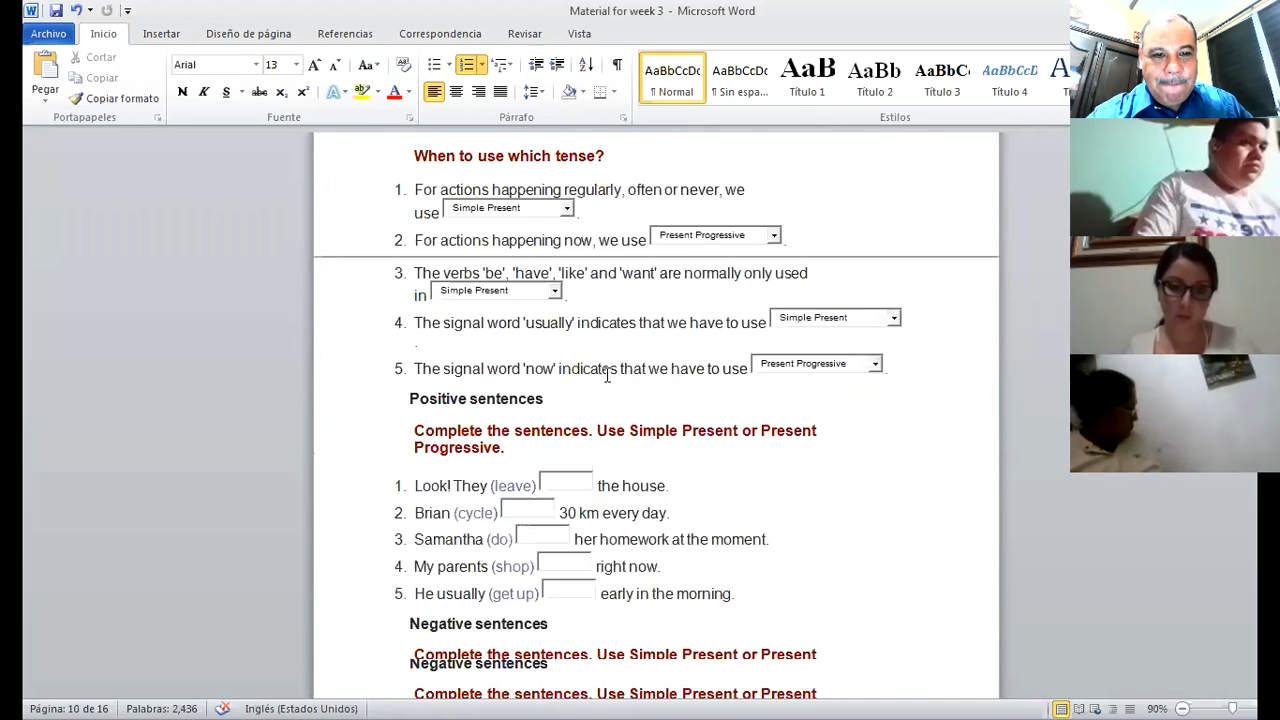 Material for week 3 - Microsoft Word
Archivo Inicio Insertar Diseño de página Referencias Correspondencia Revisar Vista
Cortar
Copiar
Copiar formato
Pegar
Portapapeles
Arial 13
N K S abc x₂ x² A A
Fuente
Párrafo
AaBbCcDc AaBbCcDc AaB AaBb AaBbC AaBbCcD
¶ Normal ¶ Sin espa... Título 1 Título 2 Título 3 Título 4
Estilos
When to use which tense?
1. For actions happening regularly, often or never, we
use Simple Present .
2. For actions happening now, we use Present Progressive .
3. The verbs 'be', 'have', 'like' and 'want' are normally only used
in Simple Present .
4. The signal word 'usually' indicates that we have to use Simple Present
.
5. The signal word 'now' indicates that we have to use Present Progressive .
Positive sentences
Complete the sentences. Use Simple Present or Present
Progressive.
1. Look! They (leave) the house.
2. Brian (cycle) 30 km every day.
3. Samantha (do) her homework at the moment.
4. My parents (shop) right now.
5. He usually (get up) early in the morning.
Negative sentences
Complete the sentences. Use Simple Present or Present
Negative sentences
Complete the sentences. Use Simple Present or Present
Página: 10 de 16 Palabras: 2,436 Inglés (Estados Unidos) 90%